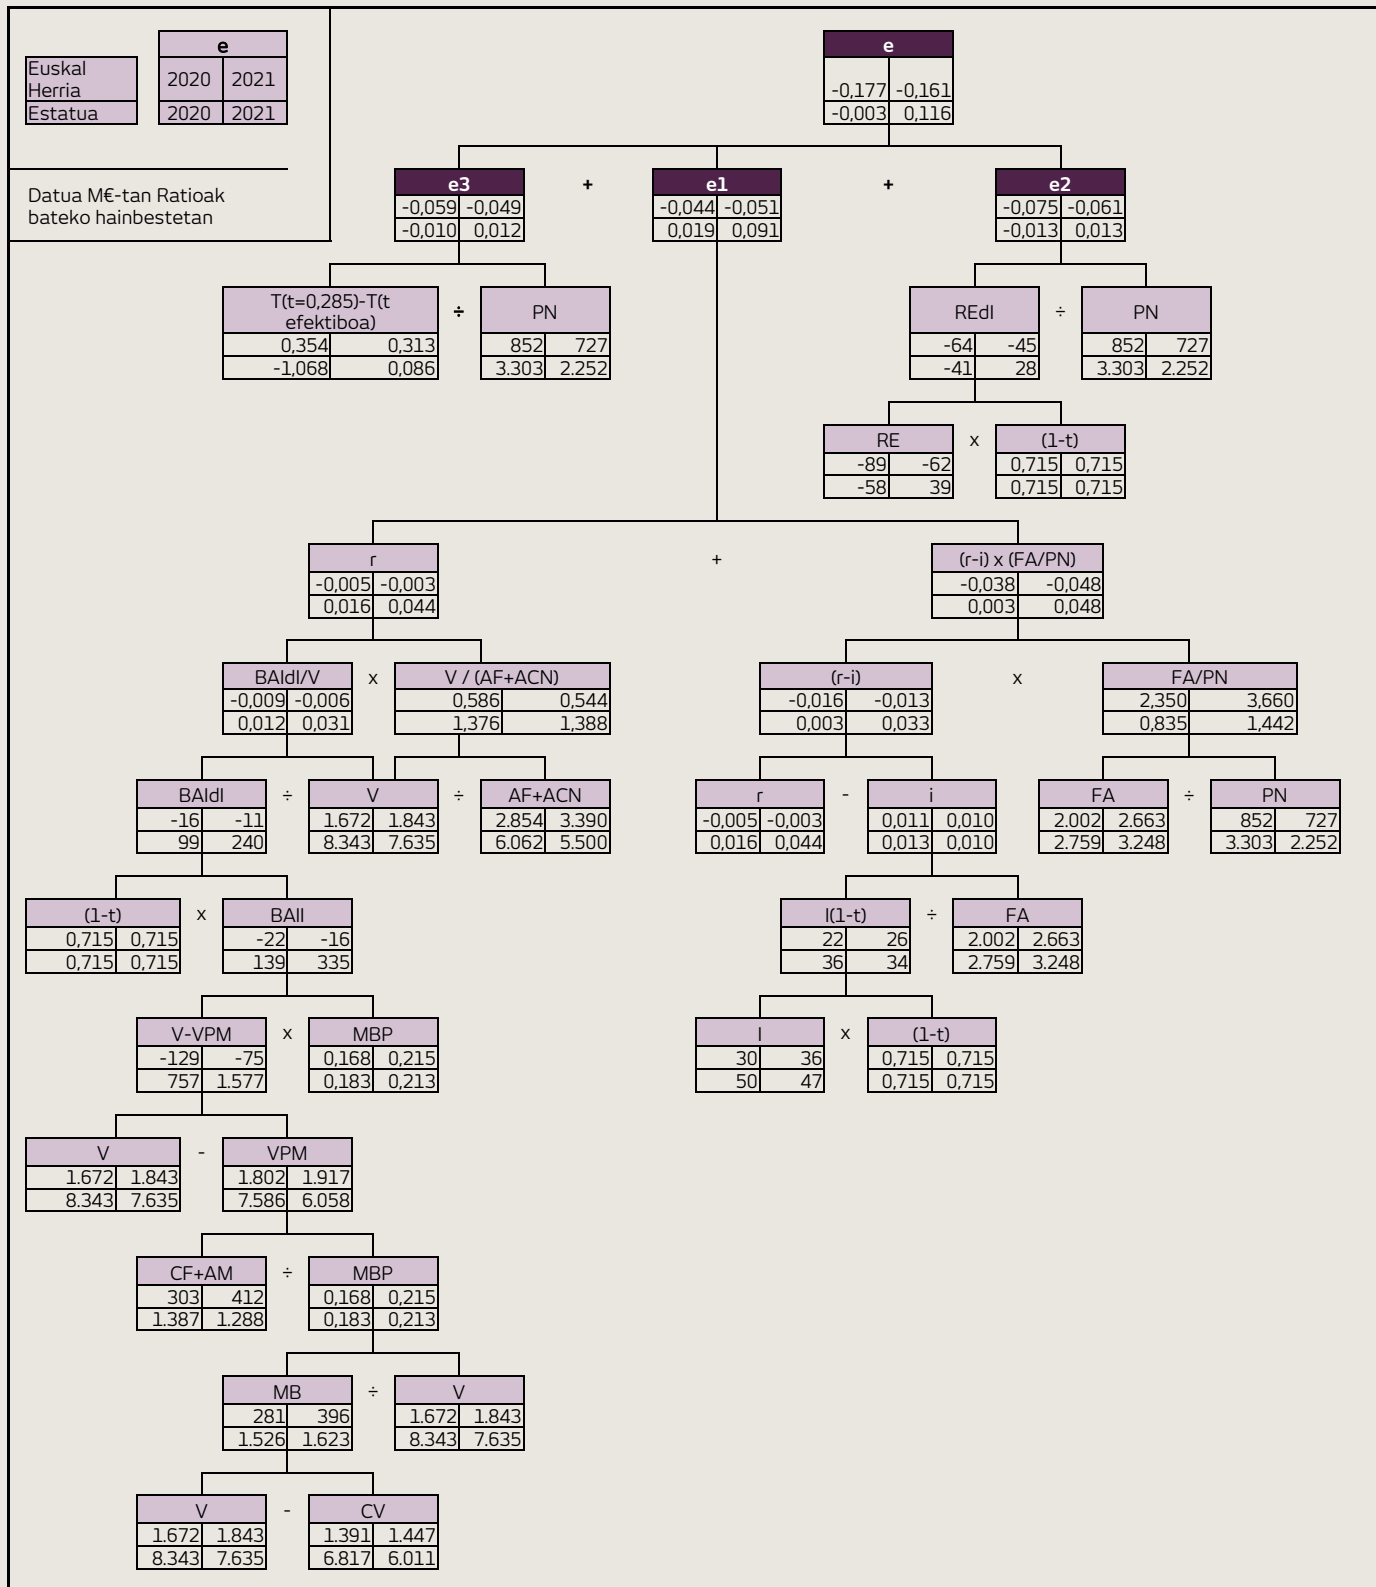 e
Euskal Herria 2020 2021
Estatua 2020 2021
Datua M€-tan Ratioak
bateko hainbestetan
e
-0,177 -0,161
-0,003 0,116
e3 + e1 + e2
-0,059 -0,049 -0,044 -0,051 -0,075 -0,061
-0,010 0,012 0,019 0,091 -0,013 0,013
T(t=0,285)-T(t efektiboa) ÷ PN REdI ÷ PN
0,354 0,313 852 727 -64 -45 852 727
-1,068 0,086 3.303 2.252 -41 28 3.303 2.252
RE x (1-t)
-89 -62 0,715 0,715
-58 39 0,715 0,715
r + (r-i) x (FA/PN)
-0,005 -0,003 -0,038 -0,048
0,016 0,044 0,003 0,048
BAIdI/V x V / (AF+ACN) (r-i) x FA/PN
-0,009 -0,006 0,586 0,544 -0,016 -0,013 2,350 3,660
0,012 0,031 1,376 1,388 0,003 0,033 0,835 1,442
BAIdI ÷ V ÷ AF+ACN r - i FA ÷ PN
-16 -11 1.672 1.843 2.854 3.390 -0,005 -0,003 0,011 0,010 2.002 2.663 852 727
99 240 8.343 7.635 6.062 5.500 0,016 0,044 0,013 0,010 2.759 3.248 3.303 2.252
(1-t) x BAII I(1-t) ÷ FA
0,715 0,715 -22 -16 22 26 2.002 2.663
0,715 0,715 139 335 36 34 2.759 3.248
V-VPM x MBP I x (1-t)
-129 -75 0,168 0,215 30 36 0,715 0,715
757 1.577 0,183 0,213 50 47 0,715 0,715
V - VPM
1.672 1.843 1.802 1.917
8.343 7.635 7.586 6.058
CF+AM ÷ MBP
303 412 0,168 0,215
1.387 1.288 0,183 0,213
MB ÷ V
281 396 1.672 1.843
1.526 1.623 8.343 7.635
V - CV
1.672 1.843 1.391 1.447
8.343 7.635 6.817 6.011